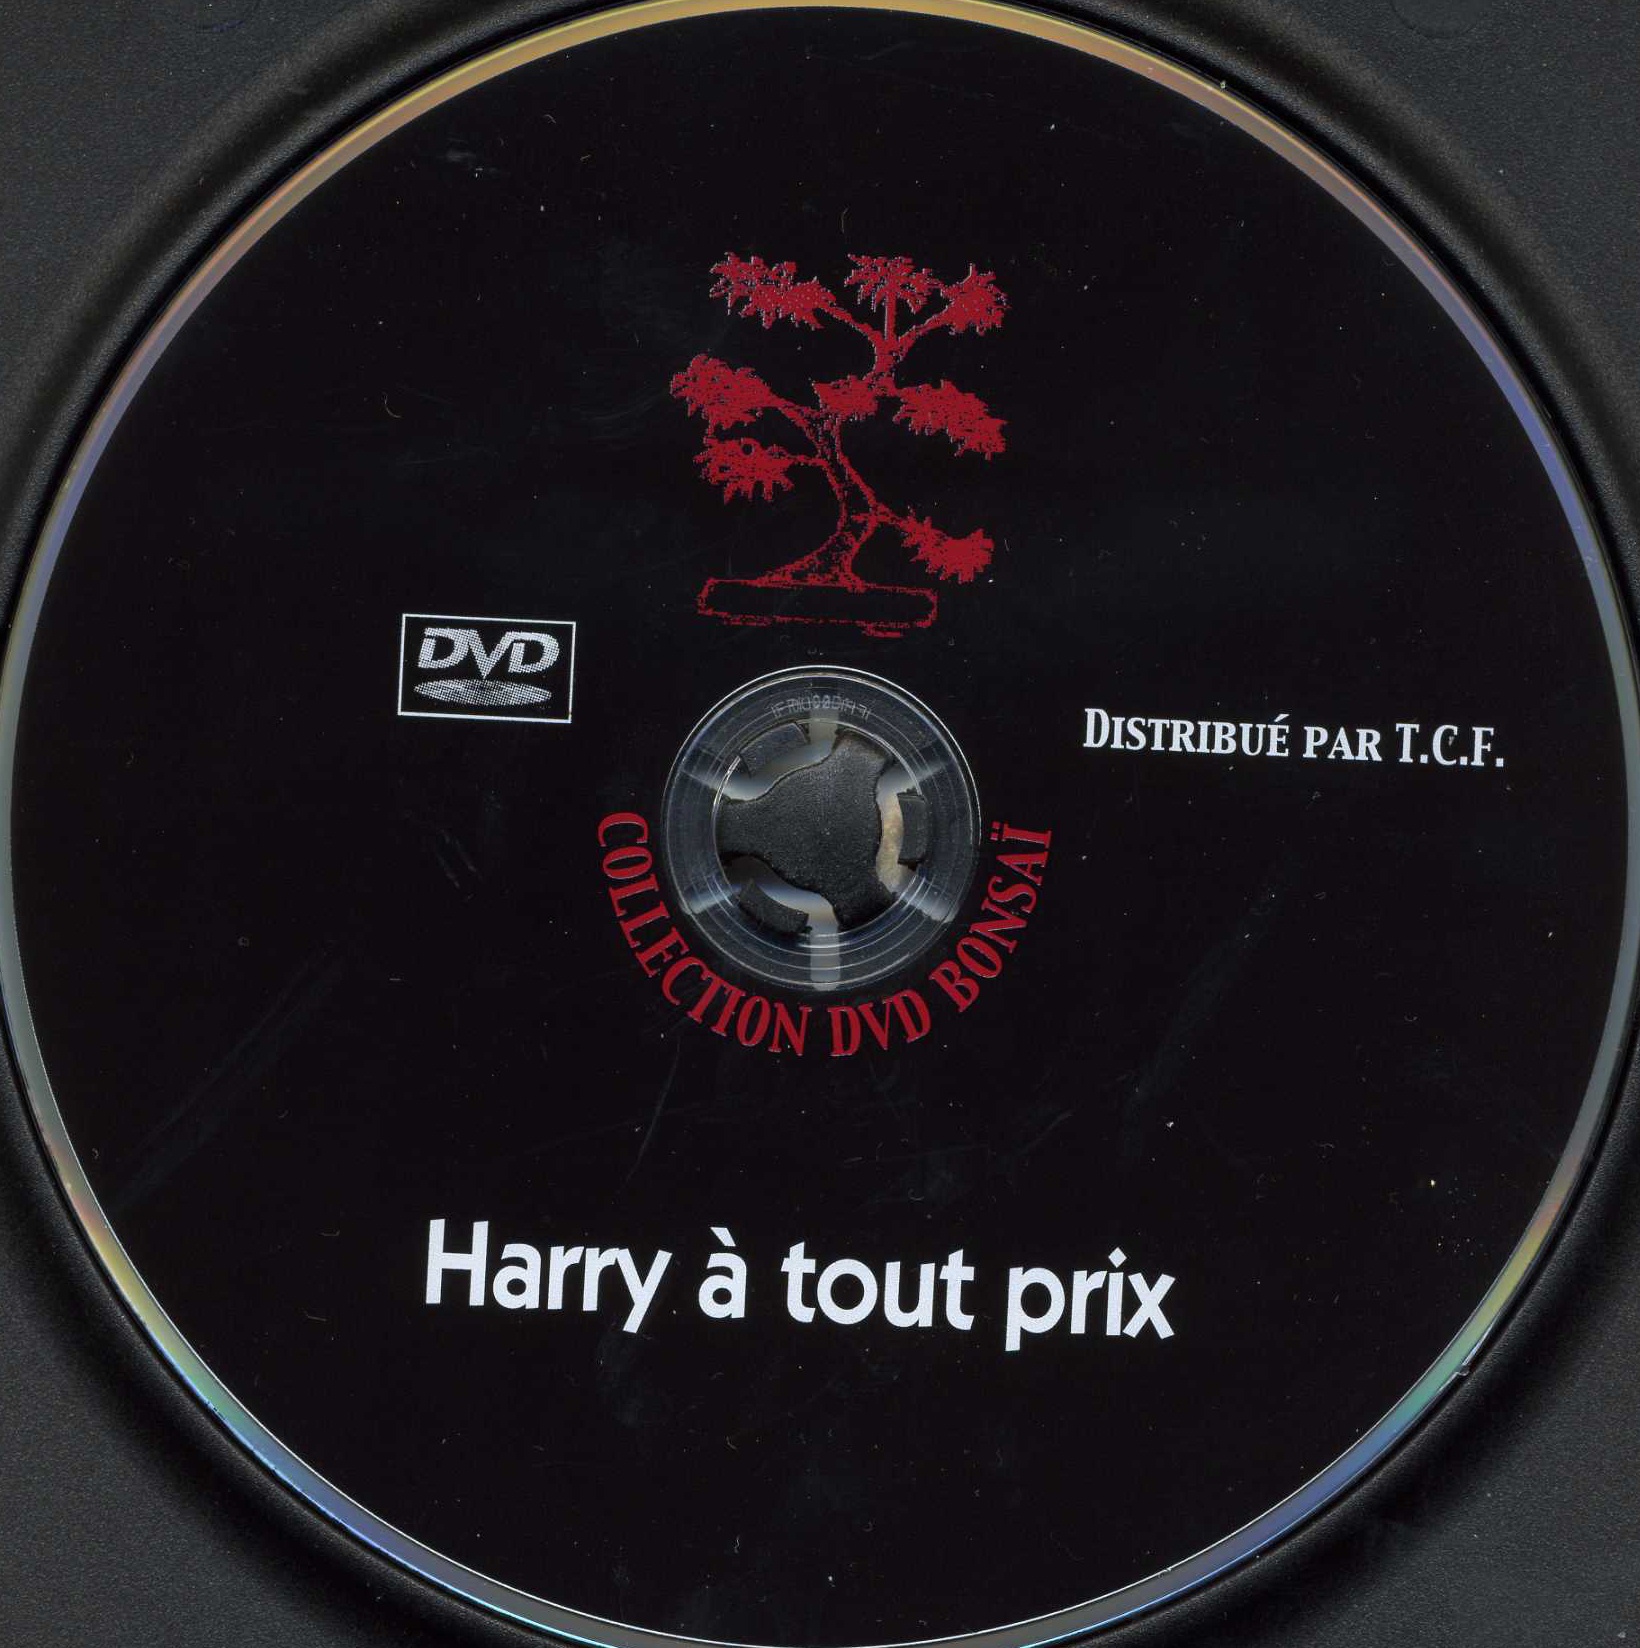 DVD
DISTRIBUÉ PAR T.C.F.
COLLECTION DVD BONSAÏ
Harry à tout prix